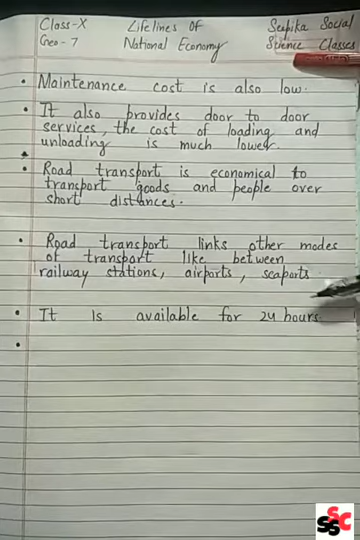 Class-X Lifelines Of Seapika Social
Geo-7 National Economy Science Classes
• Maintenance cost is also low.
• It also provides door to door
services, the cost of loading and
unloading is much lower.
• Road transport is economical to
transport goods and people over
short distances.
• Road transport links other modes
of transport like between
railway stations, airports, seaports
• It is available for 24 hours.
•
SSC